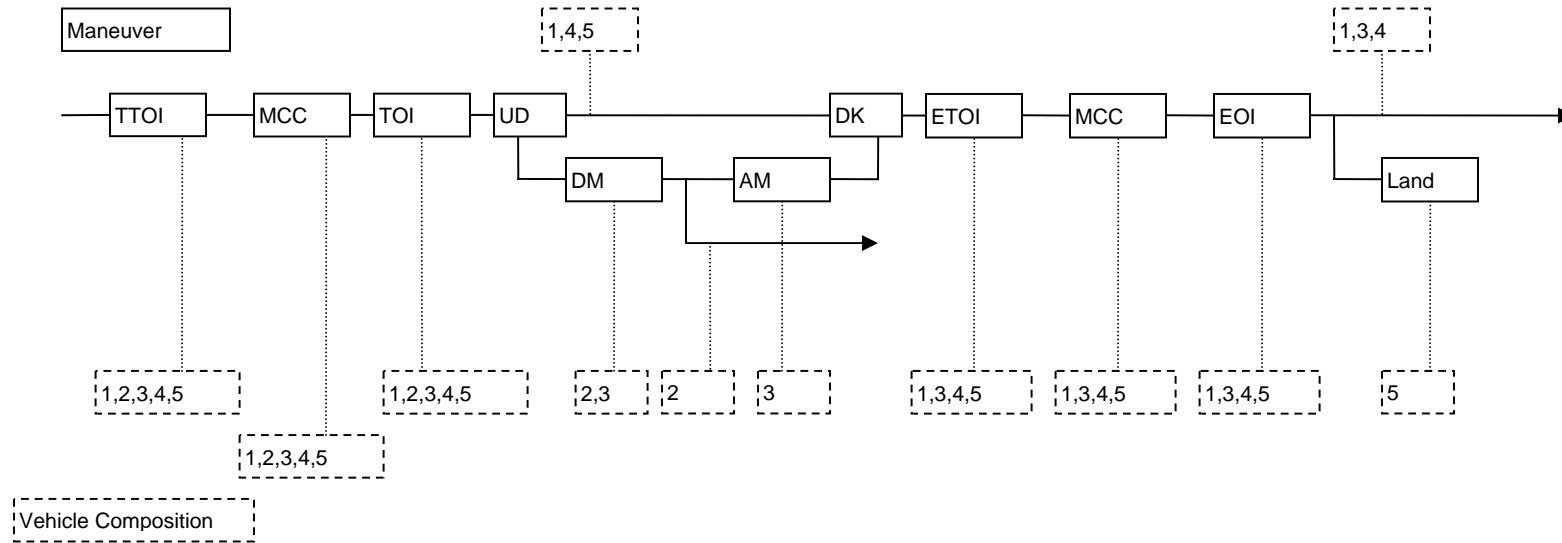 Maneuver
1,4,5
1,3,4
TTOI
MCC
TOI
UD
DK
ETOI
MCC
EOI
DM
AM
Land
1,2,3,4,5
1,2,3,4,5
2,3
2
3
1,3,4,5
1,3,4,5
1,3,4,5
5
1,2,3,4,5
Vehicle Composition